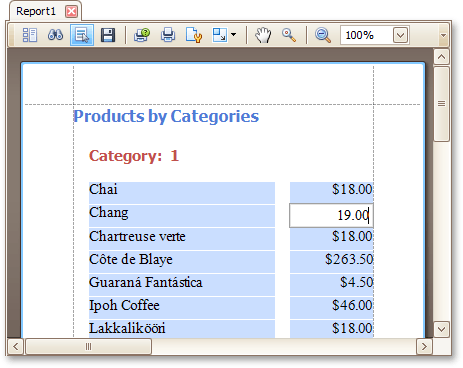 Report1
100%
Products by Categories
Category: 1
Chai $18.00
Chang 19.00
Chartreuse verte $18.00
Côte de Blaye $263.50
Guaraná Fantástica $4.50
Ipoh Coffee $46.00
Lakkalikööri $18.00